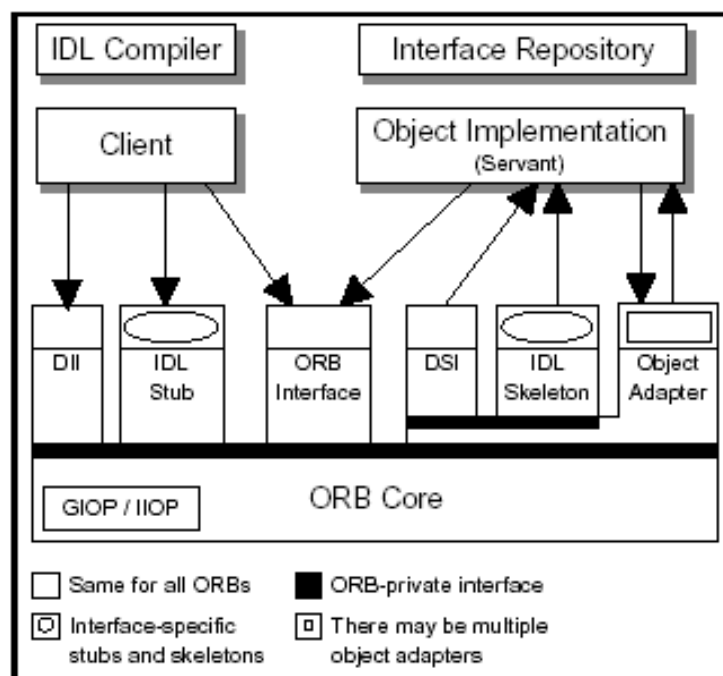 IDL Compiler
Interface Repository
Client
Object Implementation
(Servant)
DII
IDL
Stub
ORB
Interface
DSI
IDL
Skeleton
Object
Adapter
GIOP / IIOP
ORB Core
Same for all ORBs
ORB-private interface
Interface-specific
stubs and skeletons
There may be multiple
object adapters